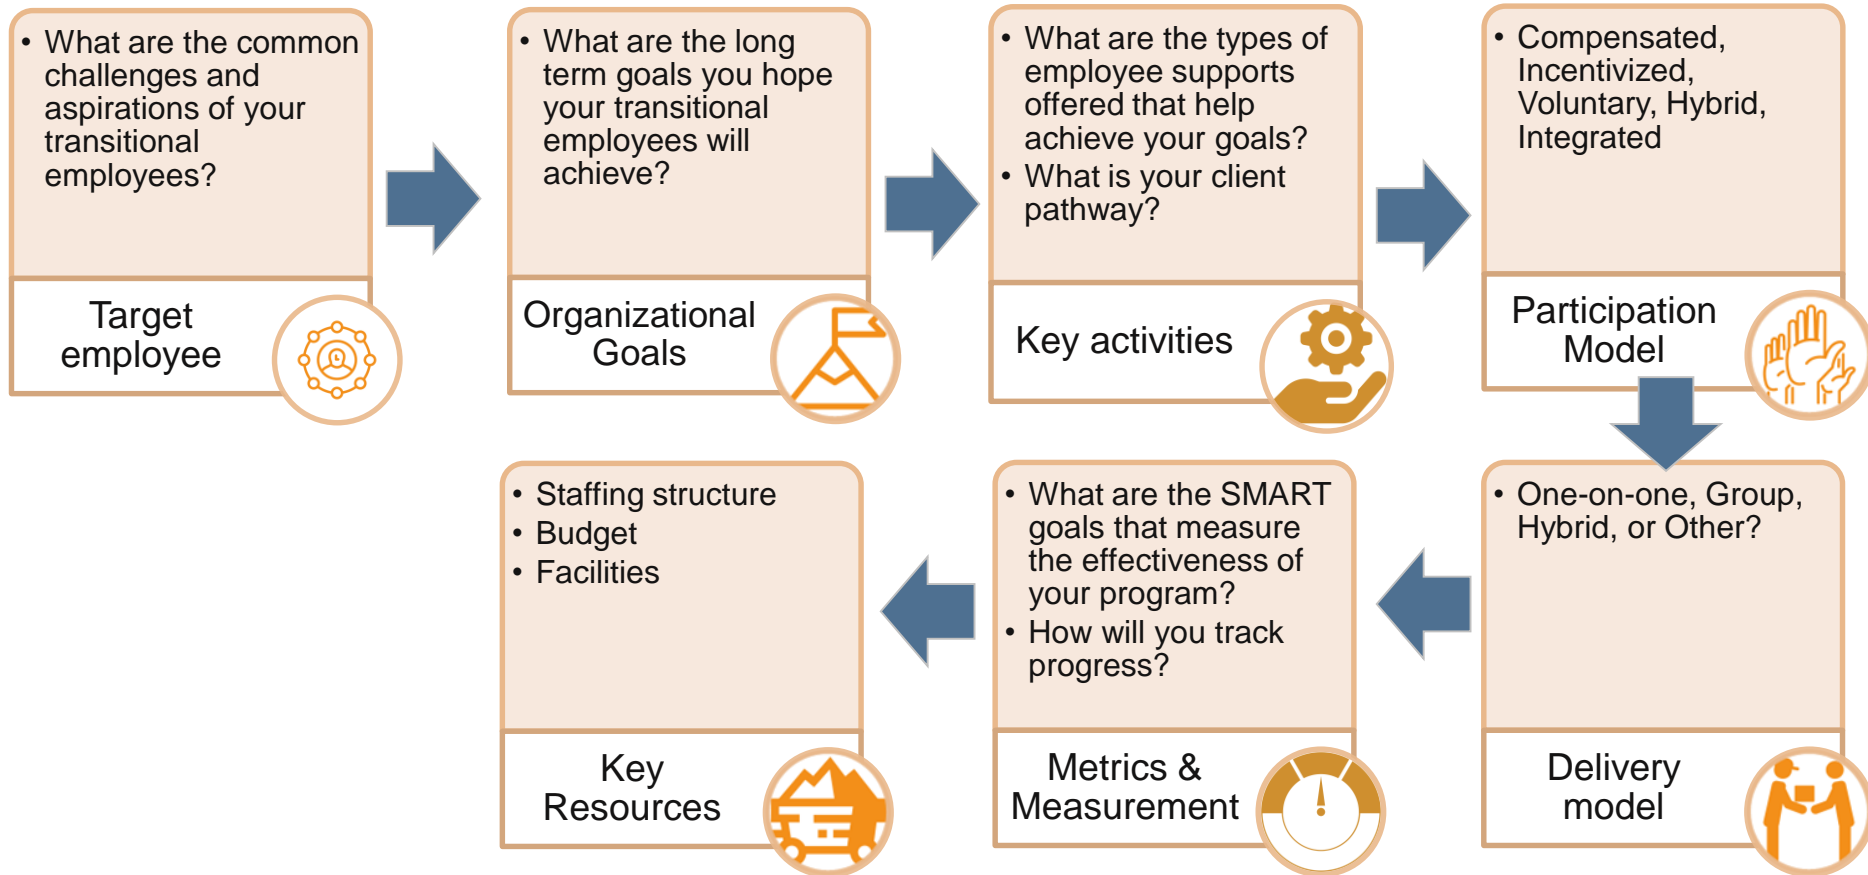 • What are the common
challenges and
aspirations of your
transitional
employees?
Target
employee
• What are the long
term goals you hope
your transitional
employees will
achieve?
Organizational
Goals
• What are the types of
employee supports
offered that help
achieve your goals?
• What is your client
pathway?
Key activities
• Compensated,
Incentivized,
Voluntary, Hybrid,
Integrated
Participation
Model
• One-on-one, Group,
Hybrid, or Other?
Delivery
model
• What are the SMART
goals that measure
the effectiveness of
your program?
• How will you track
progress?
Metrics &
Measurement
• Staffing structure
• Budget
• Facilities
Key
Resources